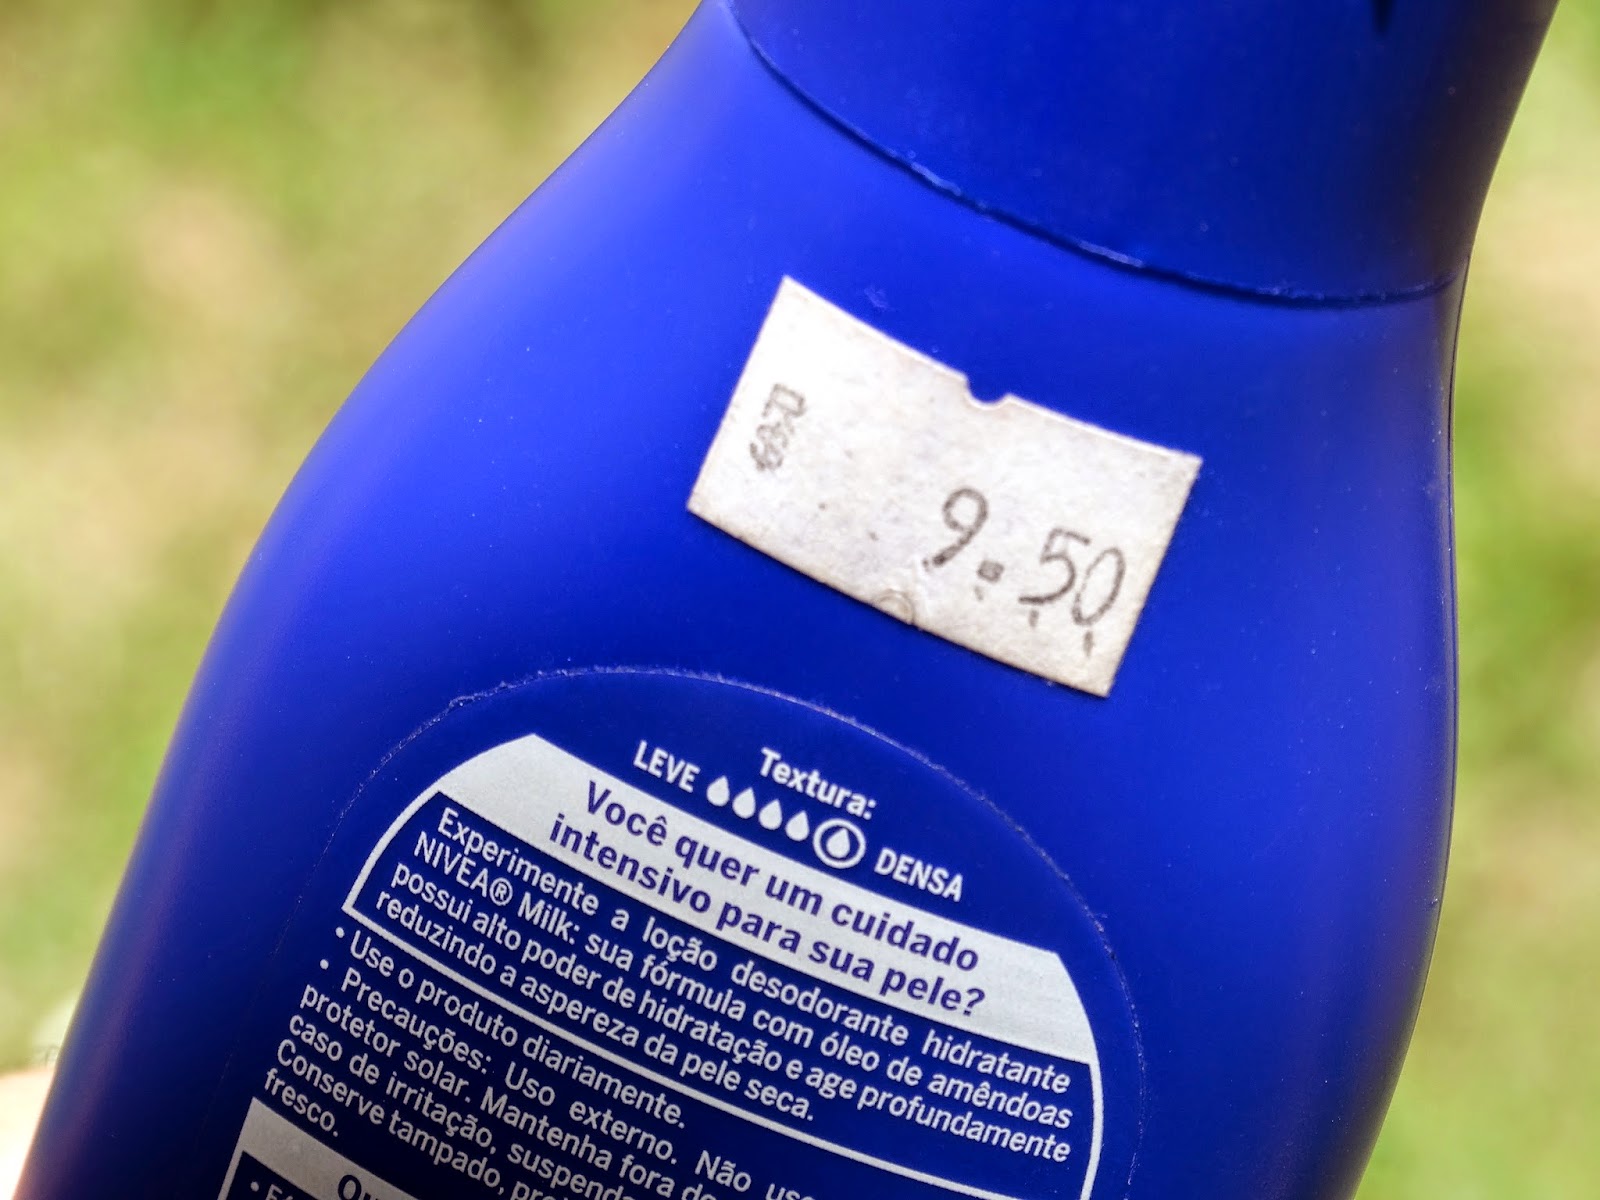 R$
9.50
Textura:
LEVE DENSA
Você quer um cuidado
intensivo para sua pele?
Experimente a loção desodorante hidratante
NIVEA® Milk: sua fórmula com óleo de amêndoas
possui alto poder de hidratação e age profundamente
reduzindo a aspereza da pele seca.
• Use o produto diariamente.
• Precauções: Uso externo. Não
protetor solar. Mantenha fora
caso de irritação,
Conserve tampado,
fresco.